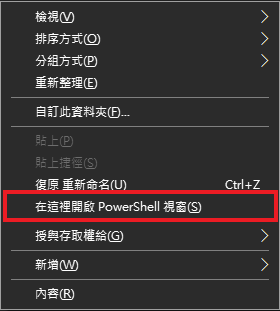 檢視(V)
排序方式(O)
分組方式(P)
重新整理(E)
自訂此資料夾(F)...
貼上(P)
貼上捷徑(S)
復原 重新命名(U) Ctrl+Z
在這裡開啟 PowerShell 視窗(S)
授與存取權給(G)
新增(W)
內容(R)